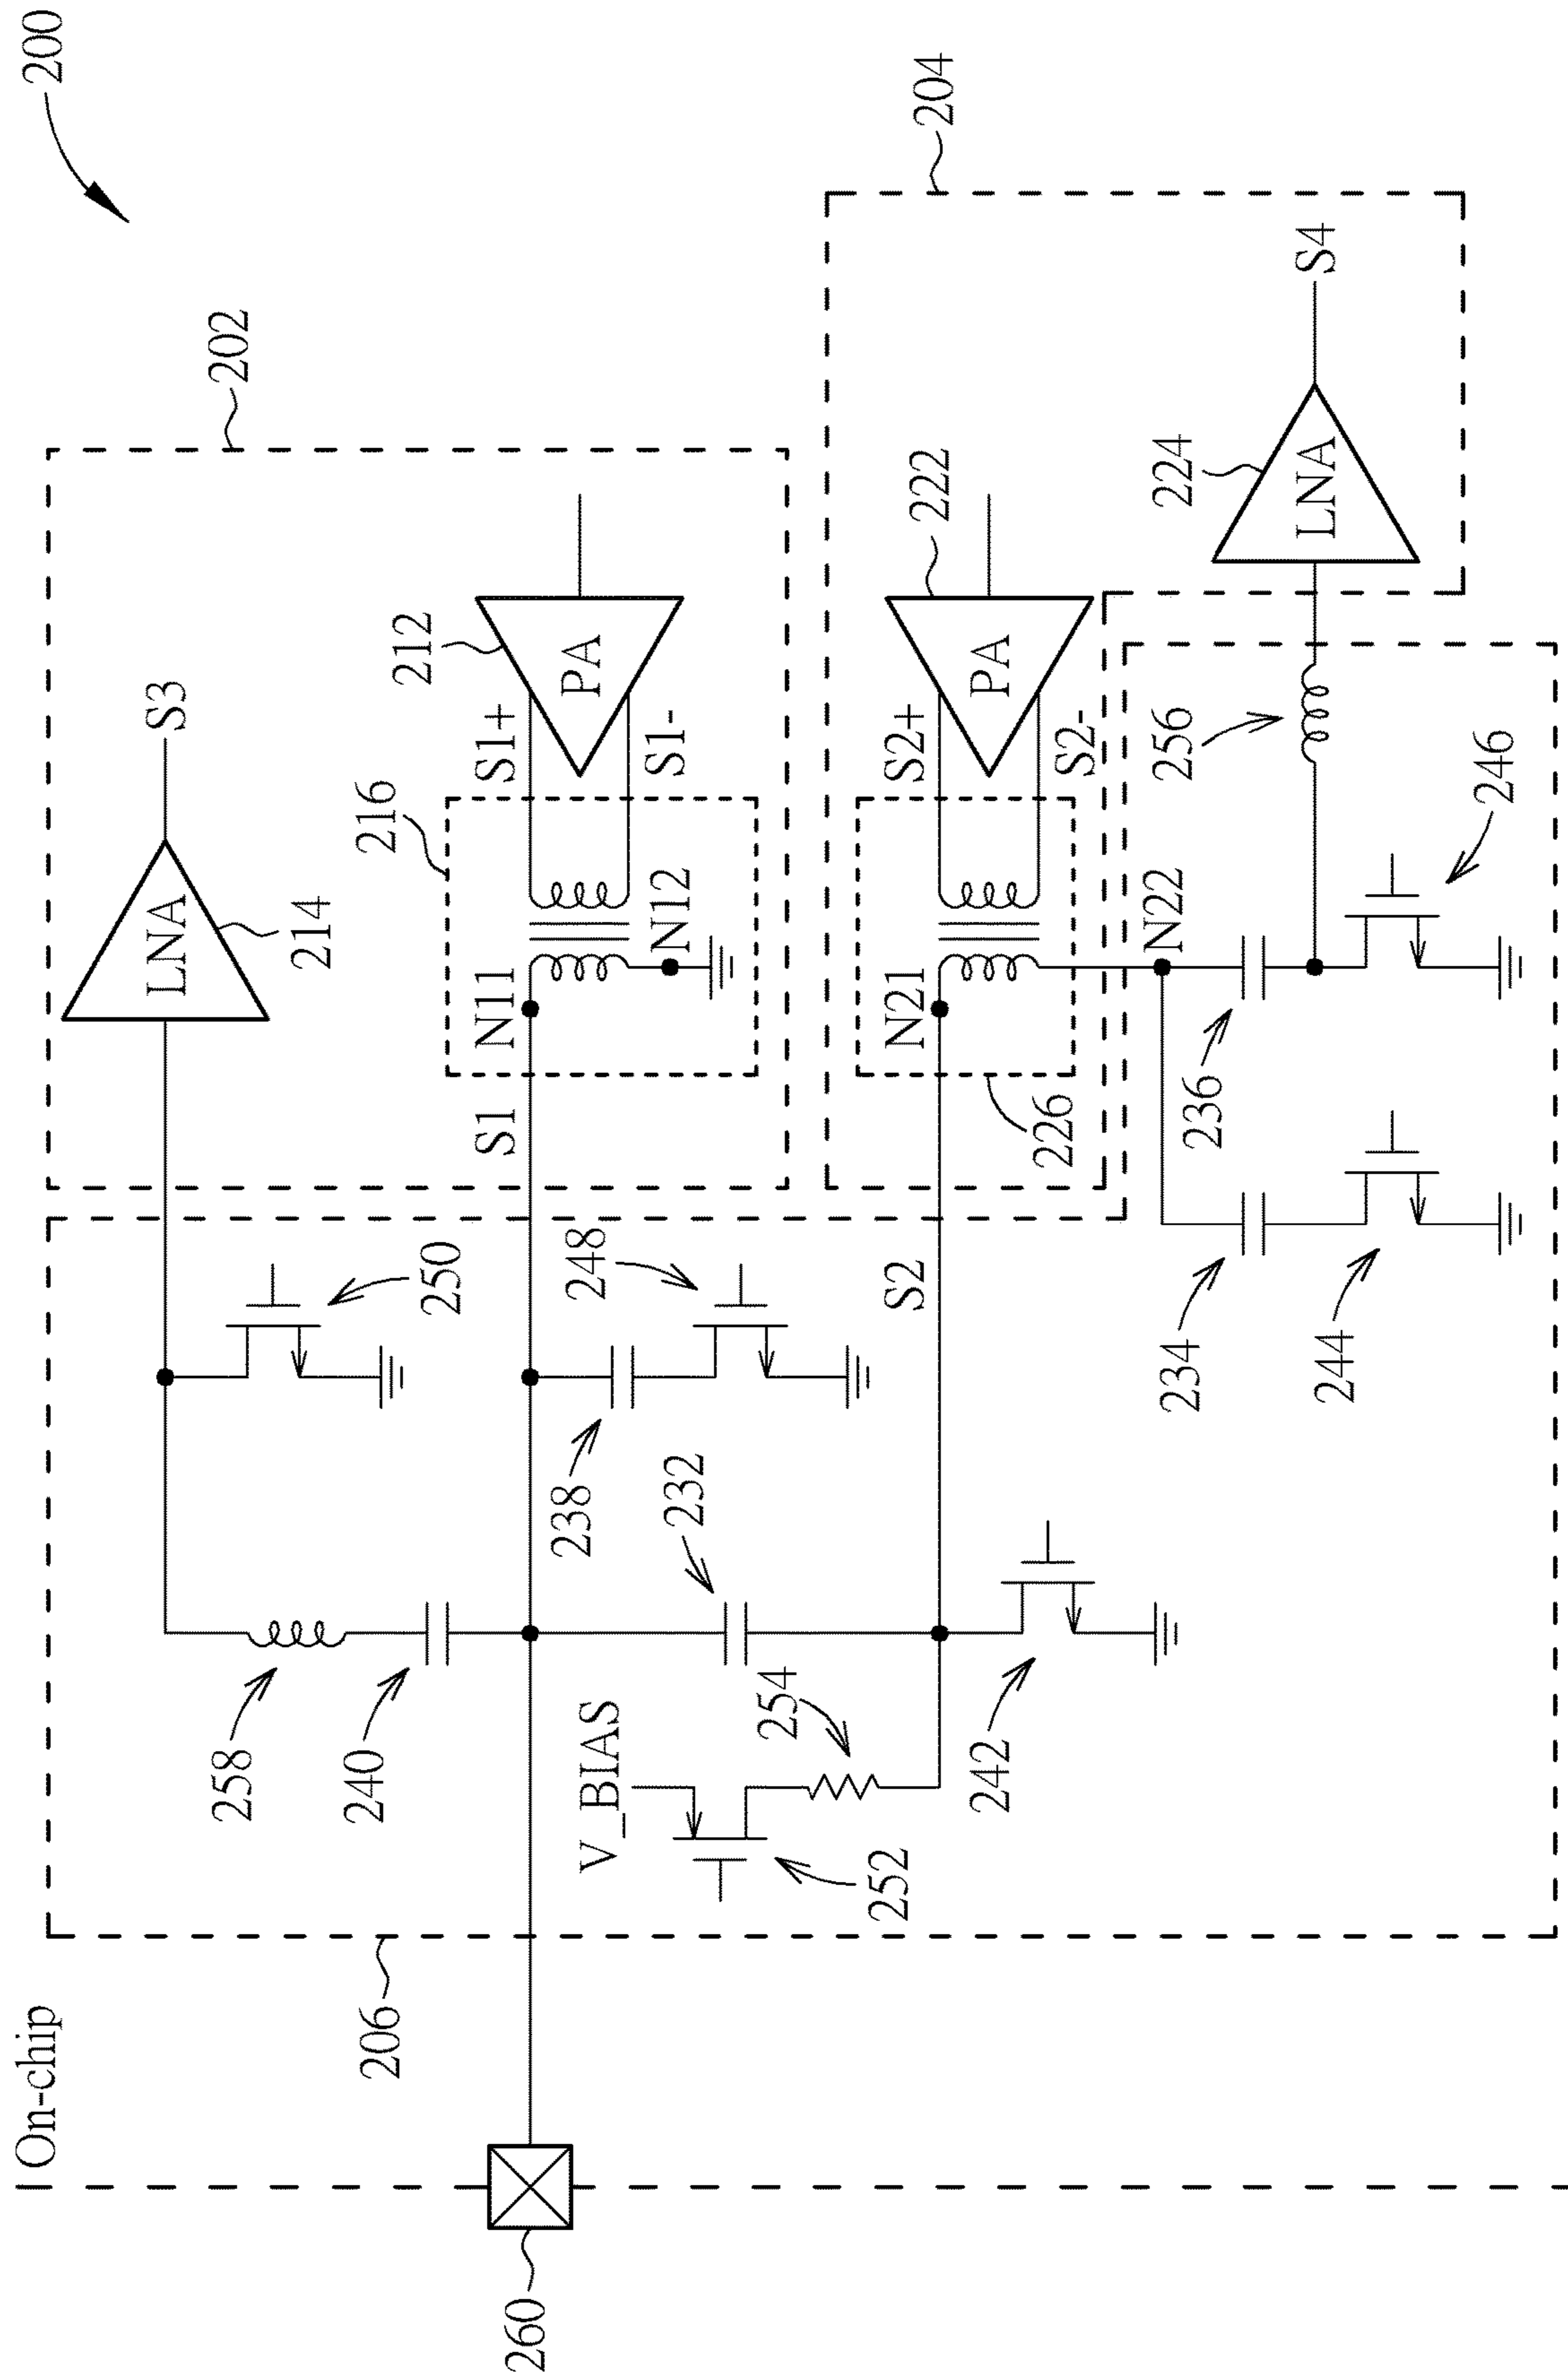 200
202
204
S3
S4
LNA
214
212
PA
S1+
S1-
216
N11
N12
S1
222
PA
S2+
S2-
N21
N22
226
S2
224
LNA
256
246
236
234
244
250
248
238
232
258
240
V_BIAS
254
252
242
206
On-chip
260